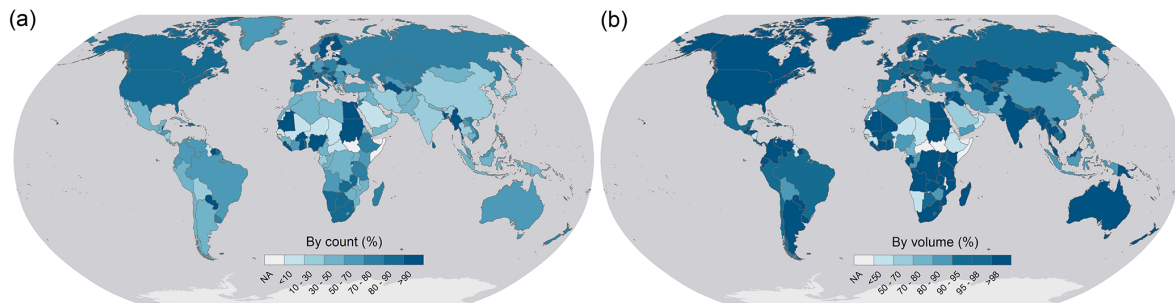 (a)
(b)
By count (%)
NA
<10
10 - 30
30 - 50
50 - 70
70 - 80
80 - 90
>90
By volume (%)
NA
<50
50 - 70
70 - 80
80 - 90
90 - 95
95 - 98
>98